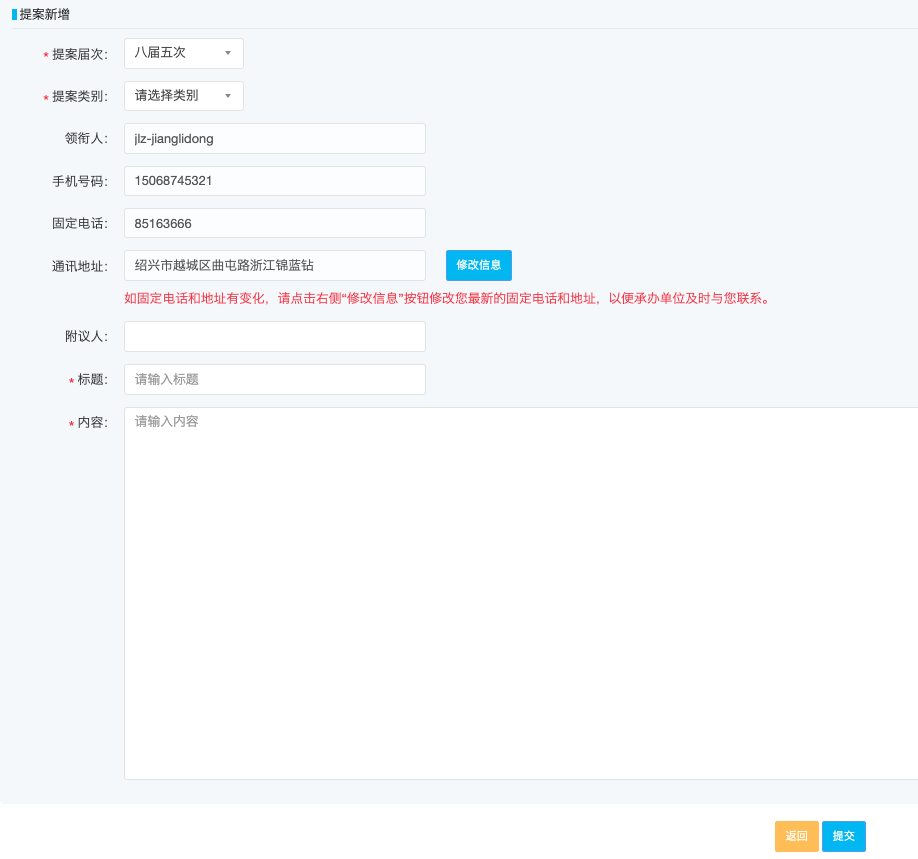 提案新增
* 提案届次： 八届五次
* 提案类别： 请选择类别
领衔人： jlz-jianglidong
手机号码： 15068745321
固定电话： 85163666
通讯地址： 绍兴市越城区曲屯路浙江锦蓝钻 修改信息
如固定电话和地址有变化，请点击右侧“修改信息”按钮修改您最新的固定电话和地址，以便承办单位及时与您联系。
附议人：
* 标题： 请输入标题
* 内容： 请输入内容
返回 提交